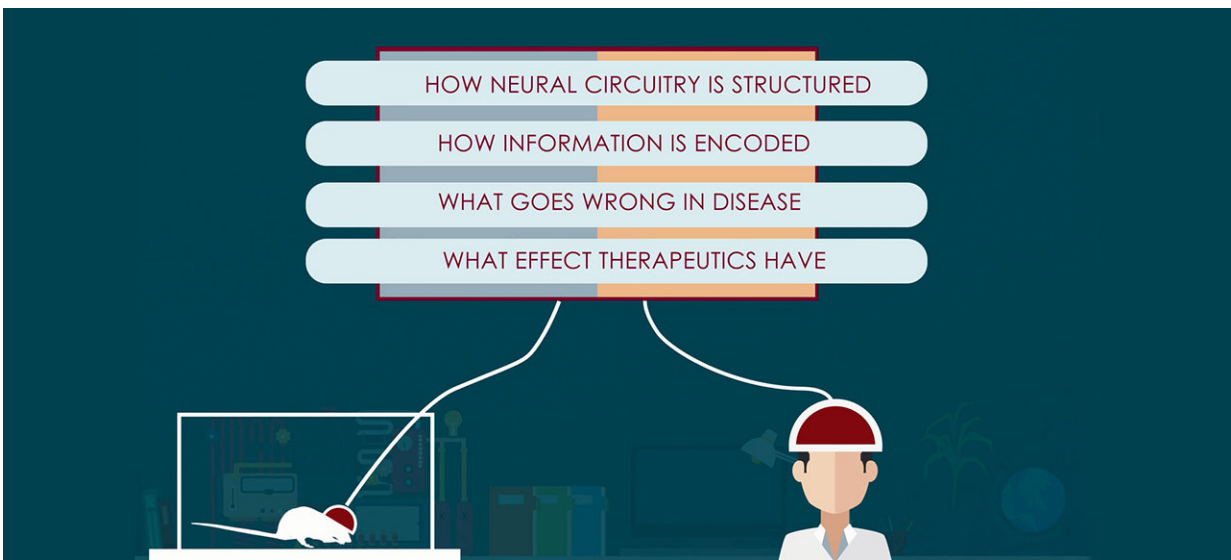 HOW NEURAL CIRCUITRY IS STRUCTURED
HOW INFORMATION IS ENCODED
WHAT GOES WRONG IN DISEASE
WHAT EFFECT THERAPEUTICS HAVE